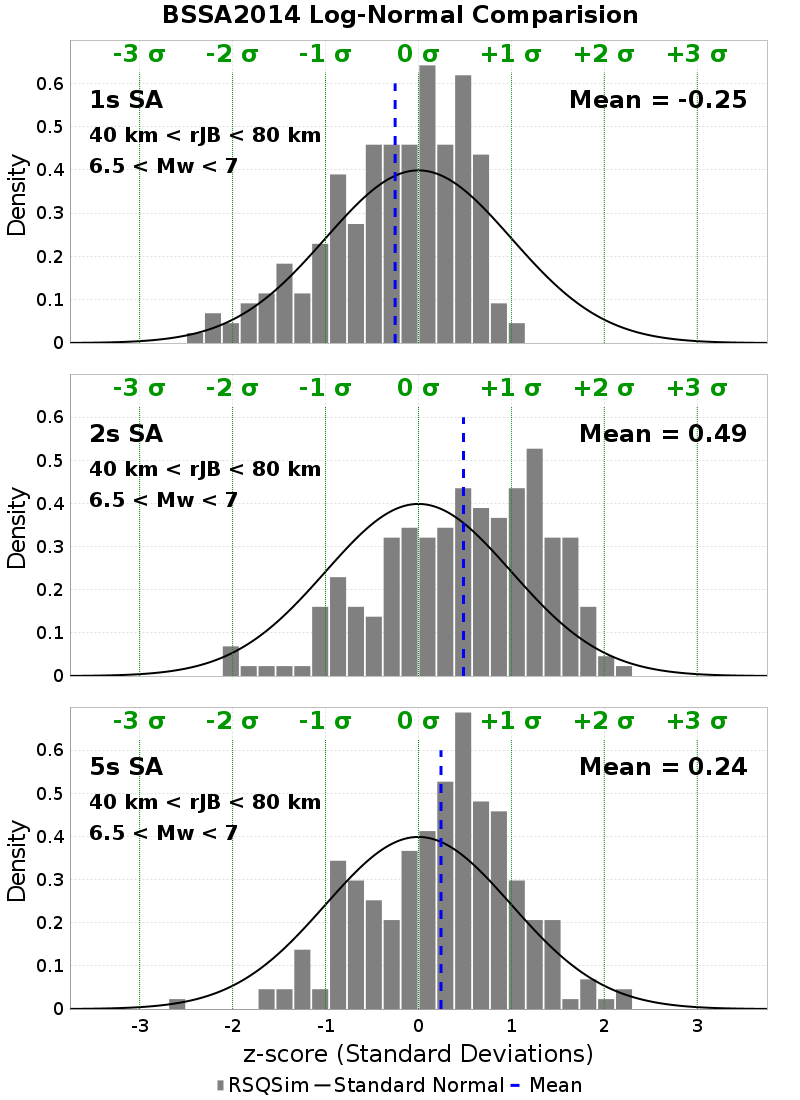 BSSA2014 Log-Normal Comparision
-3 σ -2 σ -1 σ 0 σ +1 σ +2 σ +3 σ
1s SA Mean = -0.25
40 km < rJB < 80 km
6.5 < Mw < 7
Density
0.6
0.5
0.4
0.3
0.2
0.1
0
-3 σ -2 σ -1 σ 0 σ +1 σ +2 σ +3 σ
2s SA Mean = 0.49
40 km < rJB < 80 km
6.5 < Mw < 7
Density
0.6
0.5
0.4
0.3
0.2
0.1
0
-3 σ -2 σ -1 σ 0 σ +1 σ +2 σ +3 σ
5s SA Mean = 0.24
40 km < rJB < 80 km
6.5 < Mw < 7
Density
0.6
0.5
0.4
0.3
0.2
0.1
0
-3 -2 -1 0 1 2 3
z-score (Standard Deviations)
RSQSim Standard Normal Mean